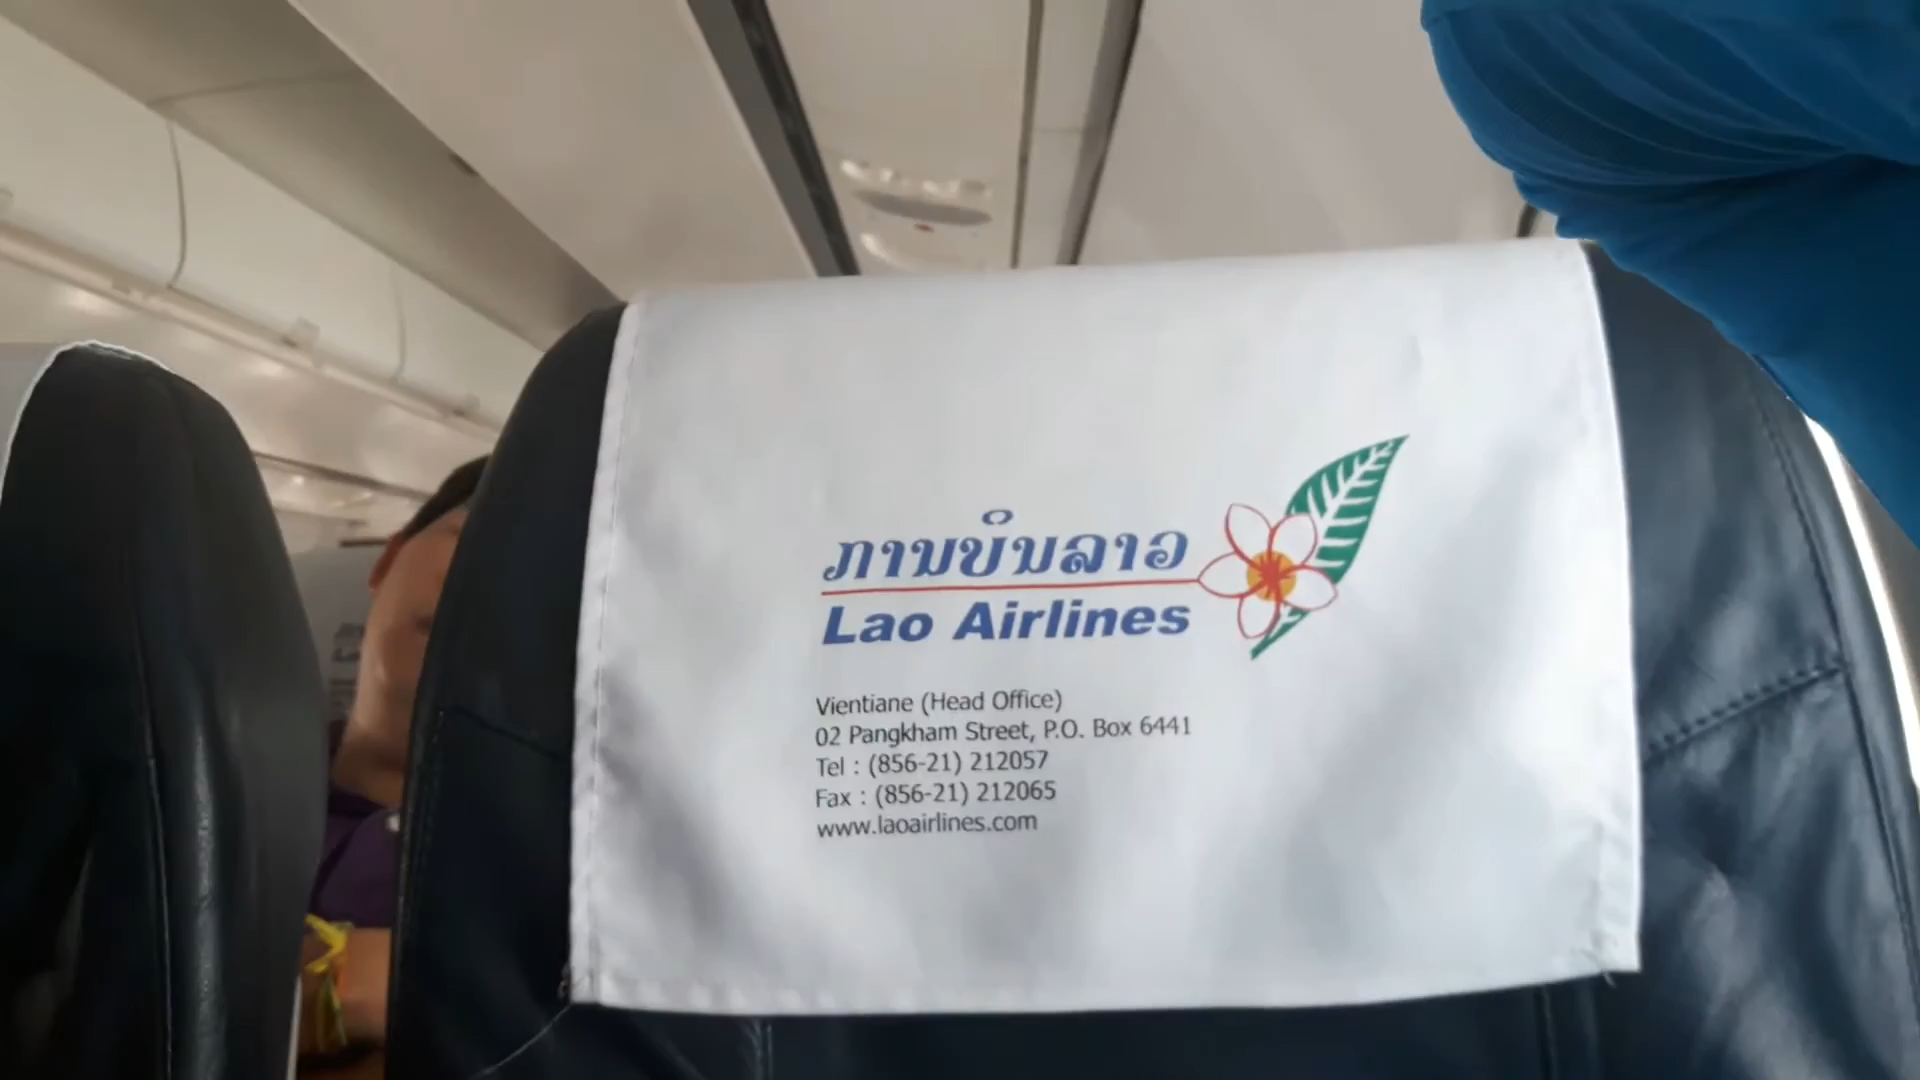 ການບິນລາວ
Lao Airlines
Vientiane (Head Office)
02 Pangkham Street, P.O. Box 6441
Tel : (856-21) 212057
Fax : (856-21) 212065
www.laoairlines.com